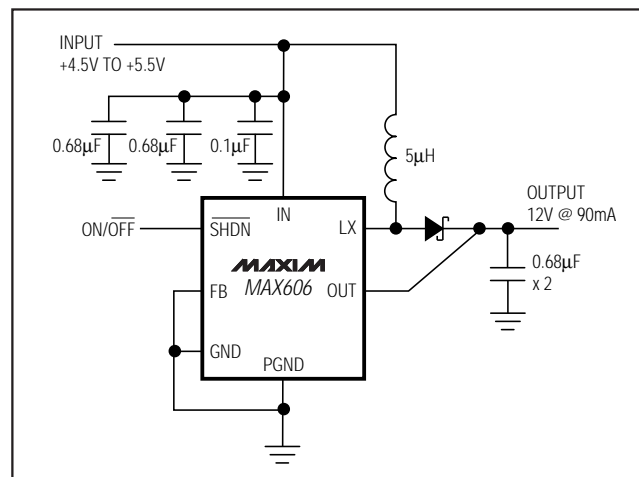 INPUT
+4.5V TO +5.5V
0.68µF
0.68µF
0.1µF
5µH
OUTPUT
12V @ 90mA
IN
ON/OFF
SHDN
LX
MAXIM
MAX606
0.68µF
x 2
FB
OUT
GND
PGND